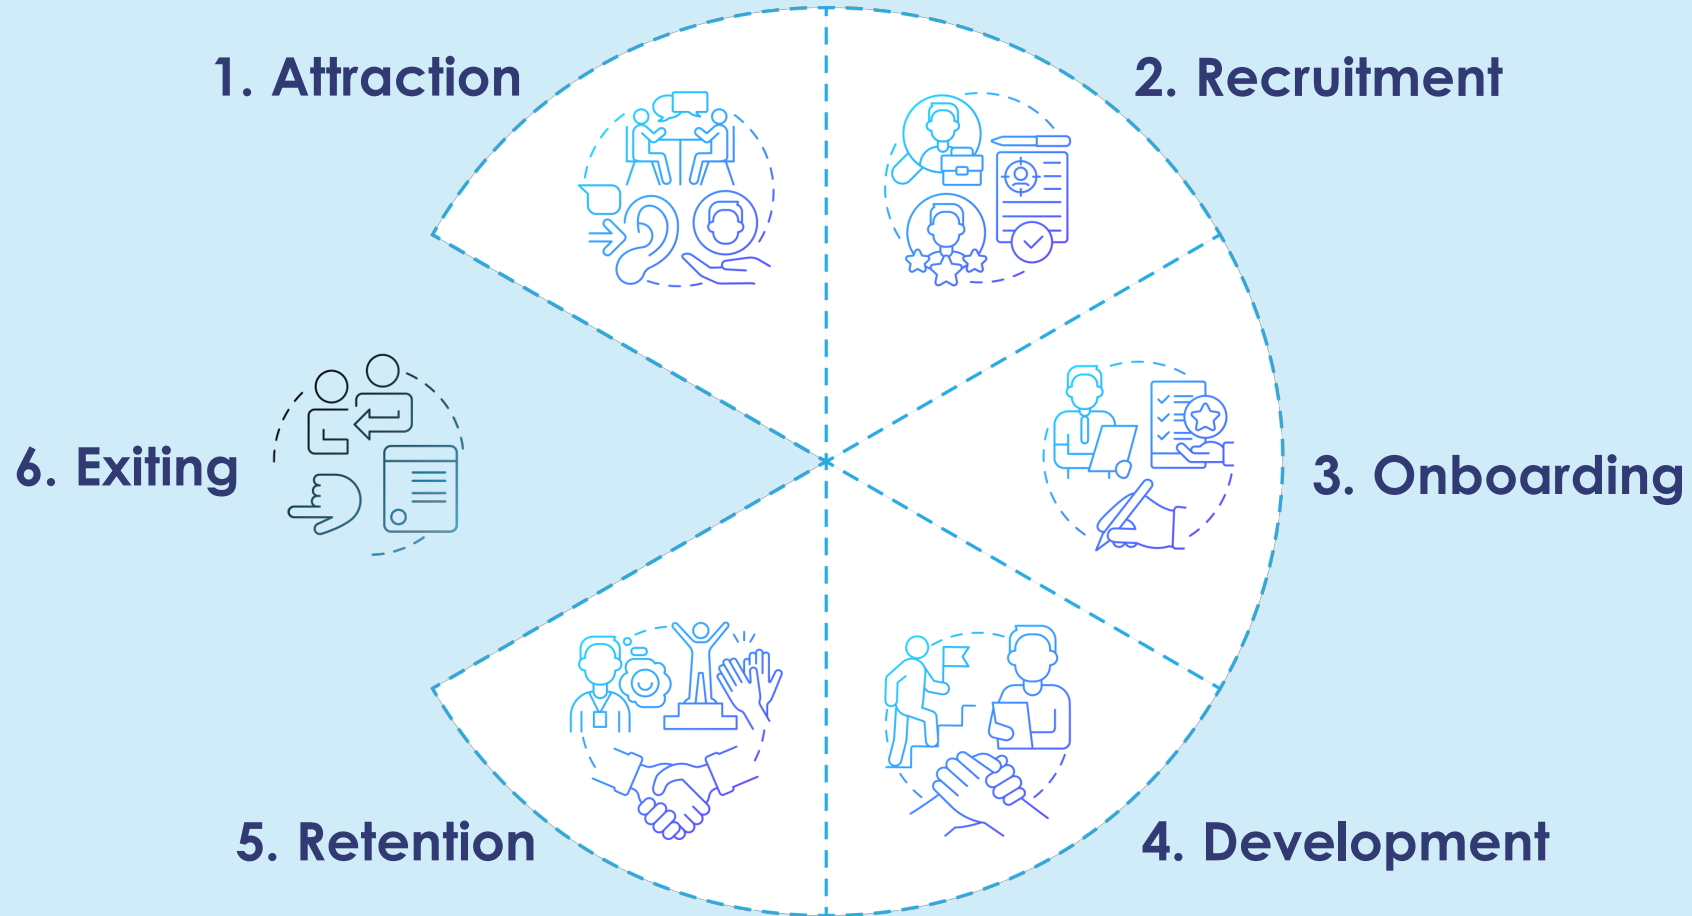 1. Attraction
2. Recruitment
3. Onboarding
4. Development
5. Retention
6. Exiting